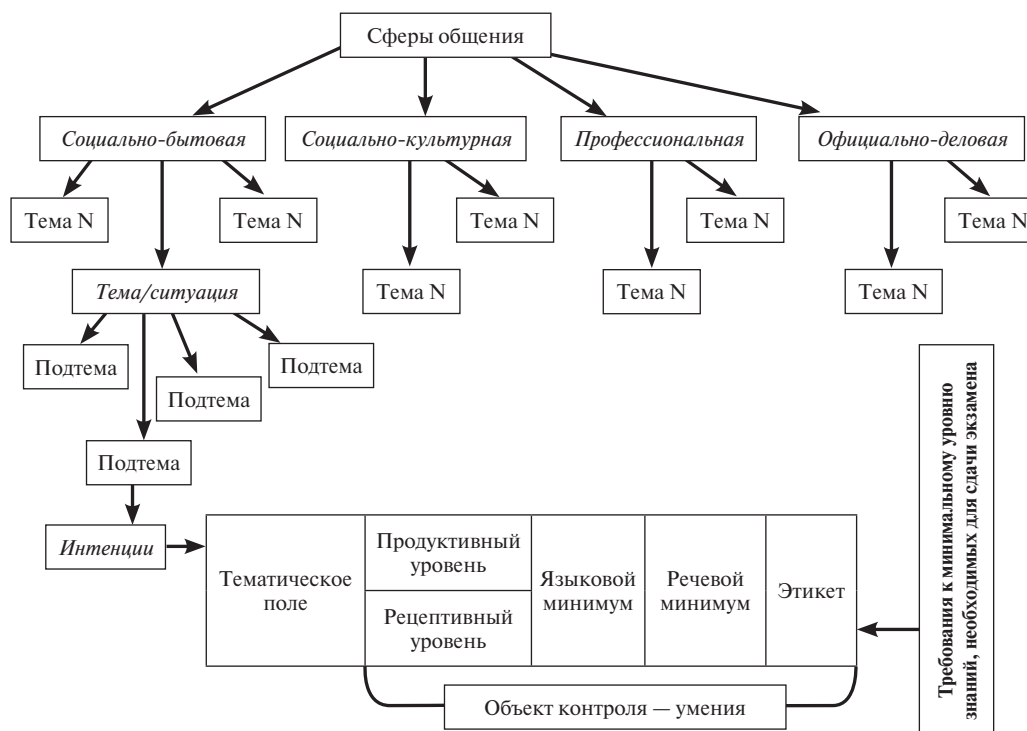 Сферы общения
Социально-бытовая
Социально-культурная
Профессиональная
Официально-деловая
Тема N
Тема N
Тема N
Тема N
Тема N
Тема/ситуация
Тема N
Тема N
Тема N
Подтема
Подтема
Подтема
Подтема
Интенции
Тематическое
поле
Продуктивный
уровень
Рецептивный
уровень
Языковой
минимум
Речевой
минимум
Этикет
Объект контроля — умения
Требования к минимальному уровню
знаний, необходимых для сдачи экзамена